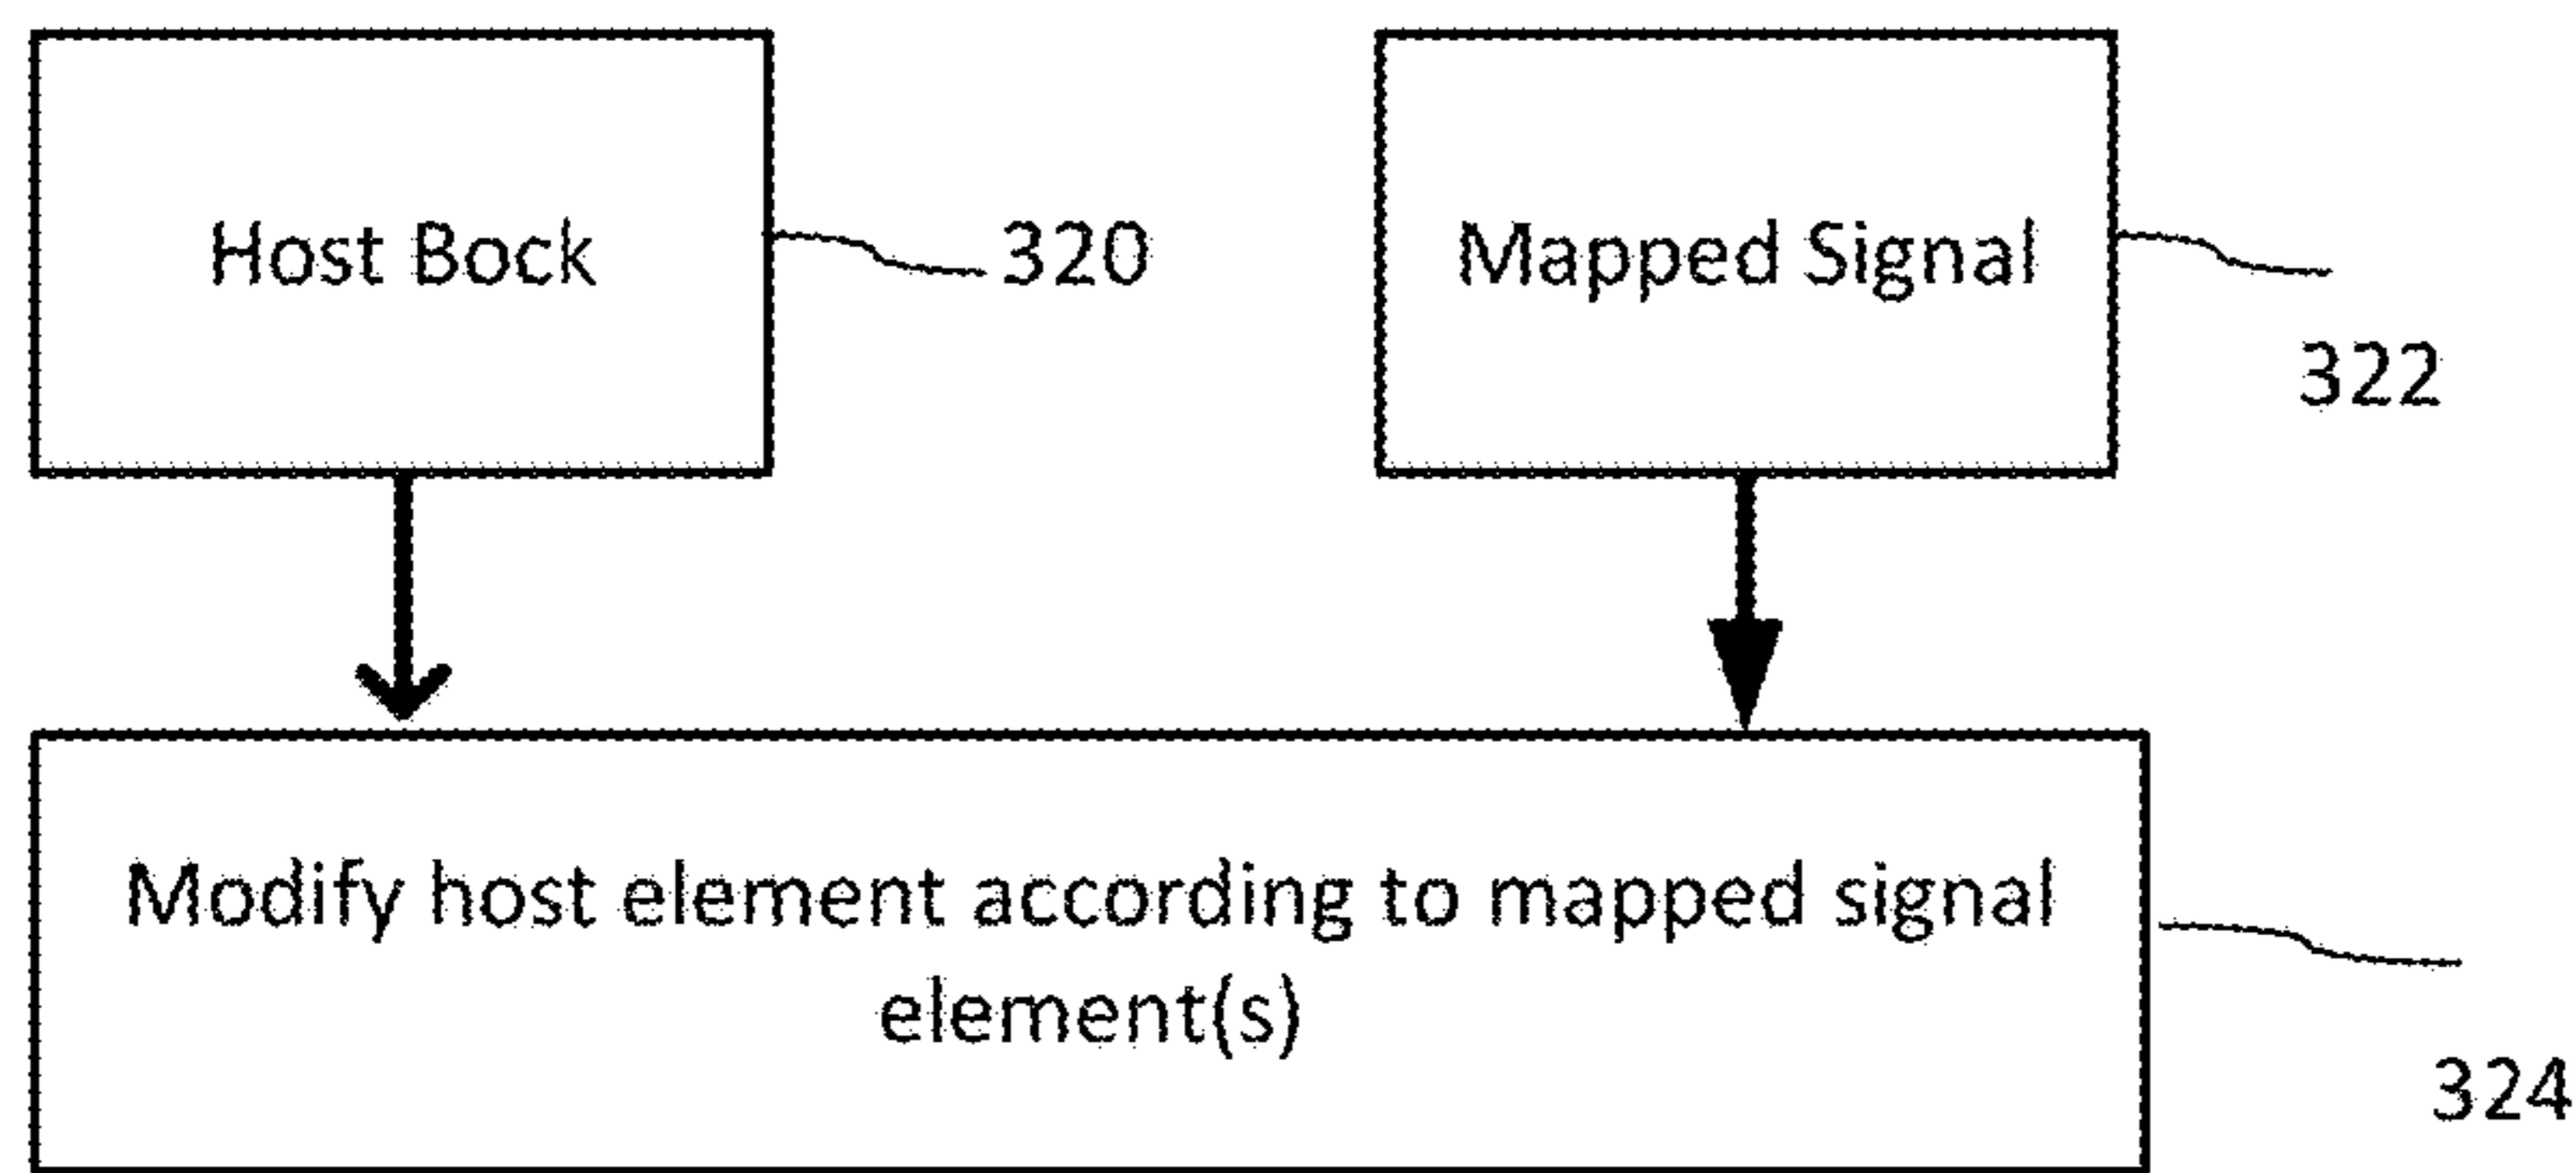 Host Bock
320
Mapped Signal
322
Modify host element according to mapped signal
element(s)
324